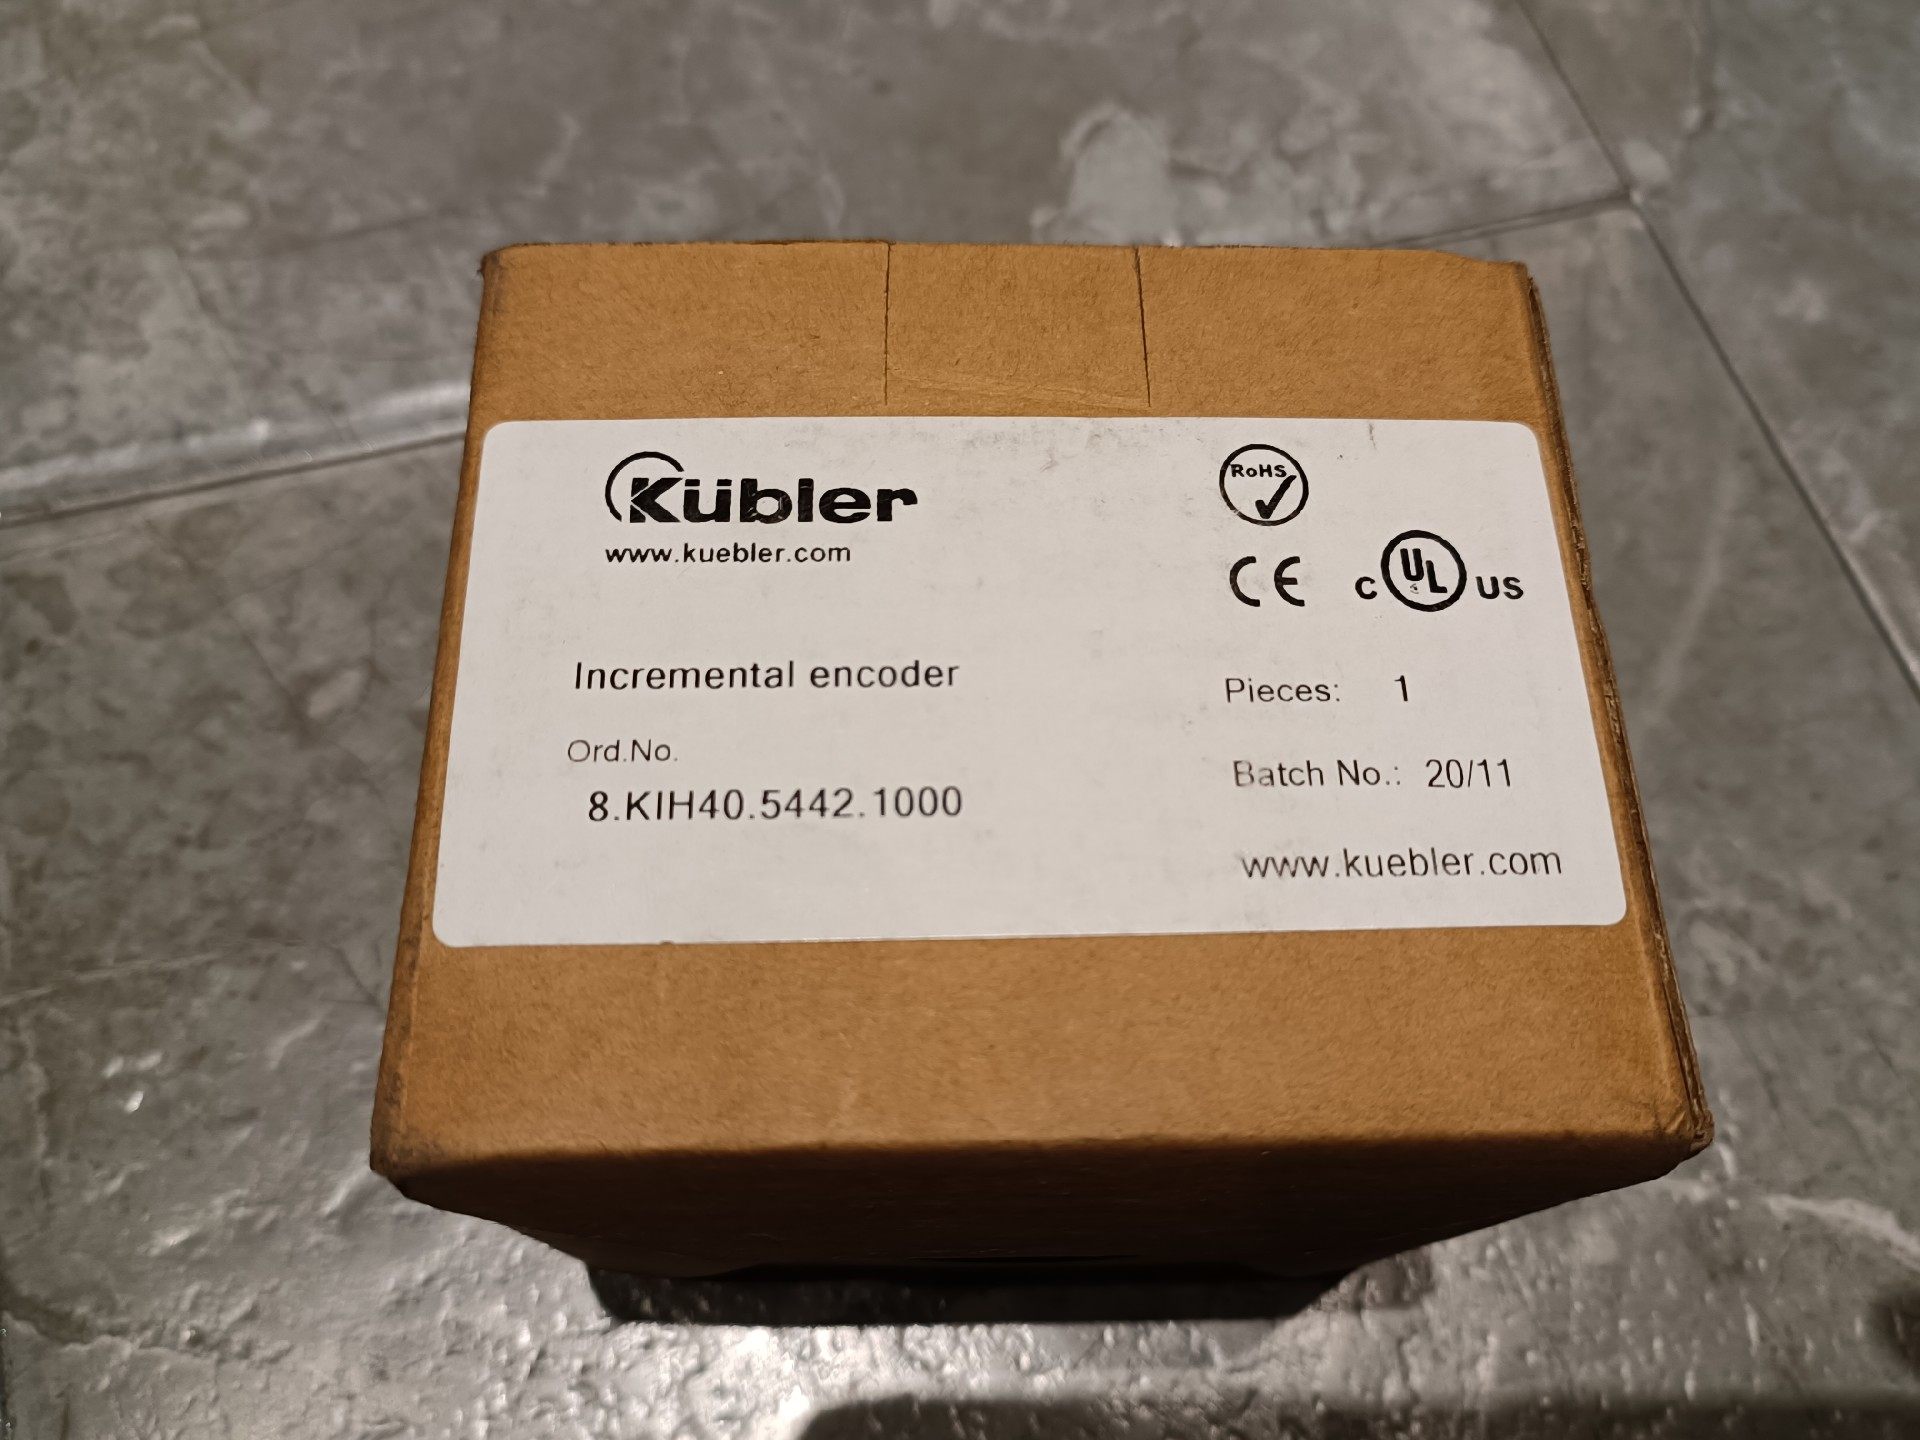 Kübler
www.kuebler.com
RoHS
CE
c UL US
Incremental encoder
Ord.No.
8.KIH40.5442.1000
Pieces: 1
Batch No.: 20/11
www.kuebler.com